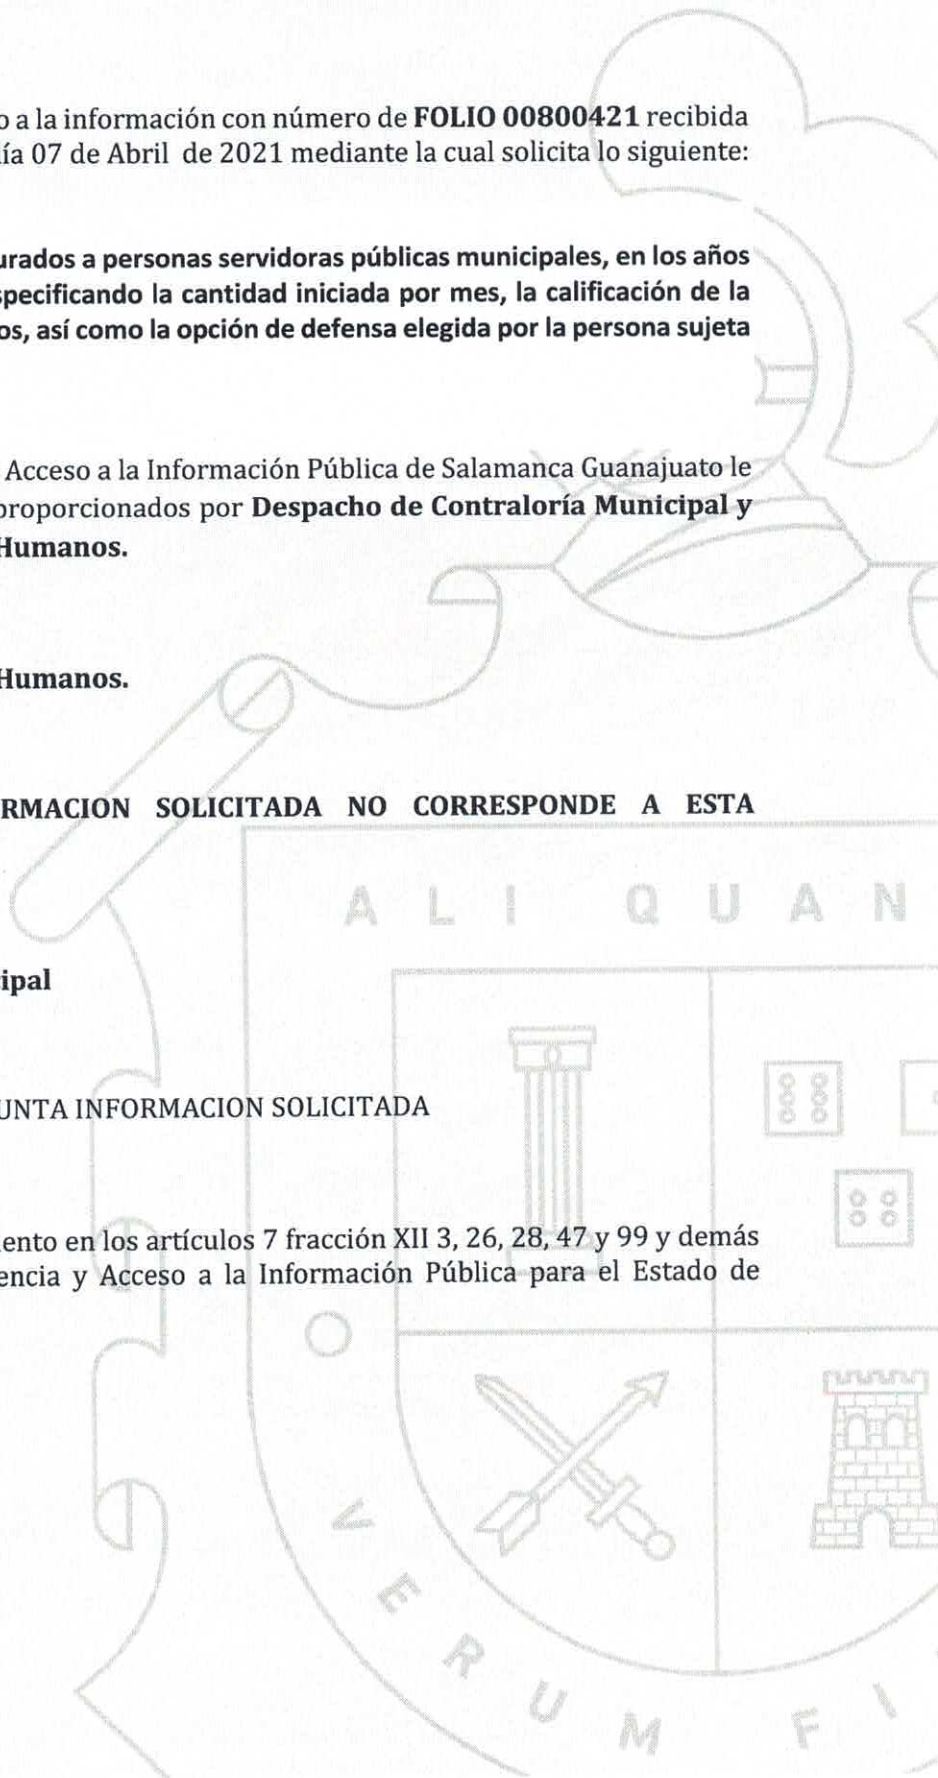 o a la información con número de FOLIO 00800421 recibida
ía 07 de Abril de 2021 mediante la cual solicita lo siguiente:
urados a personas servidoras públicas municipales, en los años
specificando la cantidad iniciada por mes, la calificación de la
os, así como la opción de defensa elegida por la persona sujeta
Acceso a la Información Pública de Salamanca Guanajuato le
proporcionados por Despacho de Contraloría Municipal y
Humanos.
Humanos.
RMACION SOLICITADA NO CORRESPONDE A ESTA
ALI QUAN
ipal
UNTA INFORMACION SOLICITADA
ento en los artículos 7 fracción XII 3, 26, 28, 47 y 99 y demás
encia y Acceso a la Información Pública para el Estado de
VERUM FI